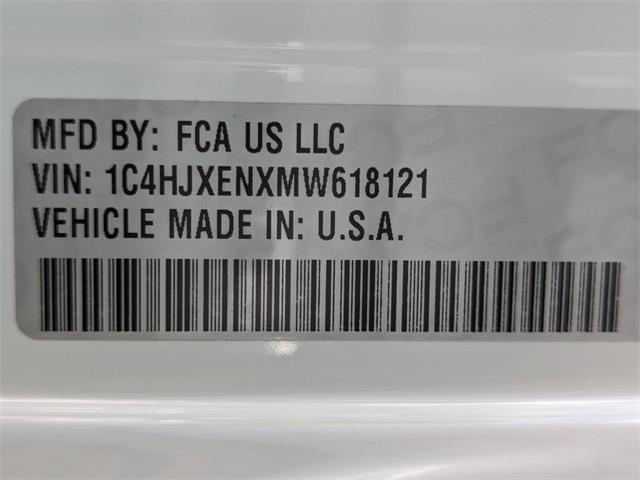 MFD BY: FCA US LLC
VIN: 1C4HJXENXMW618121
VEHICLE MADE IN: U.S.A.